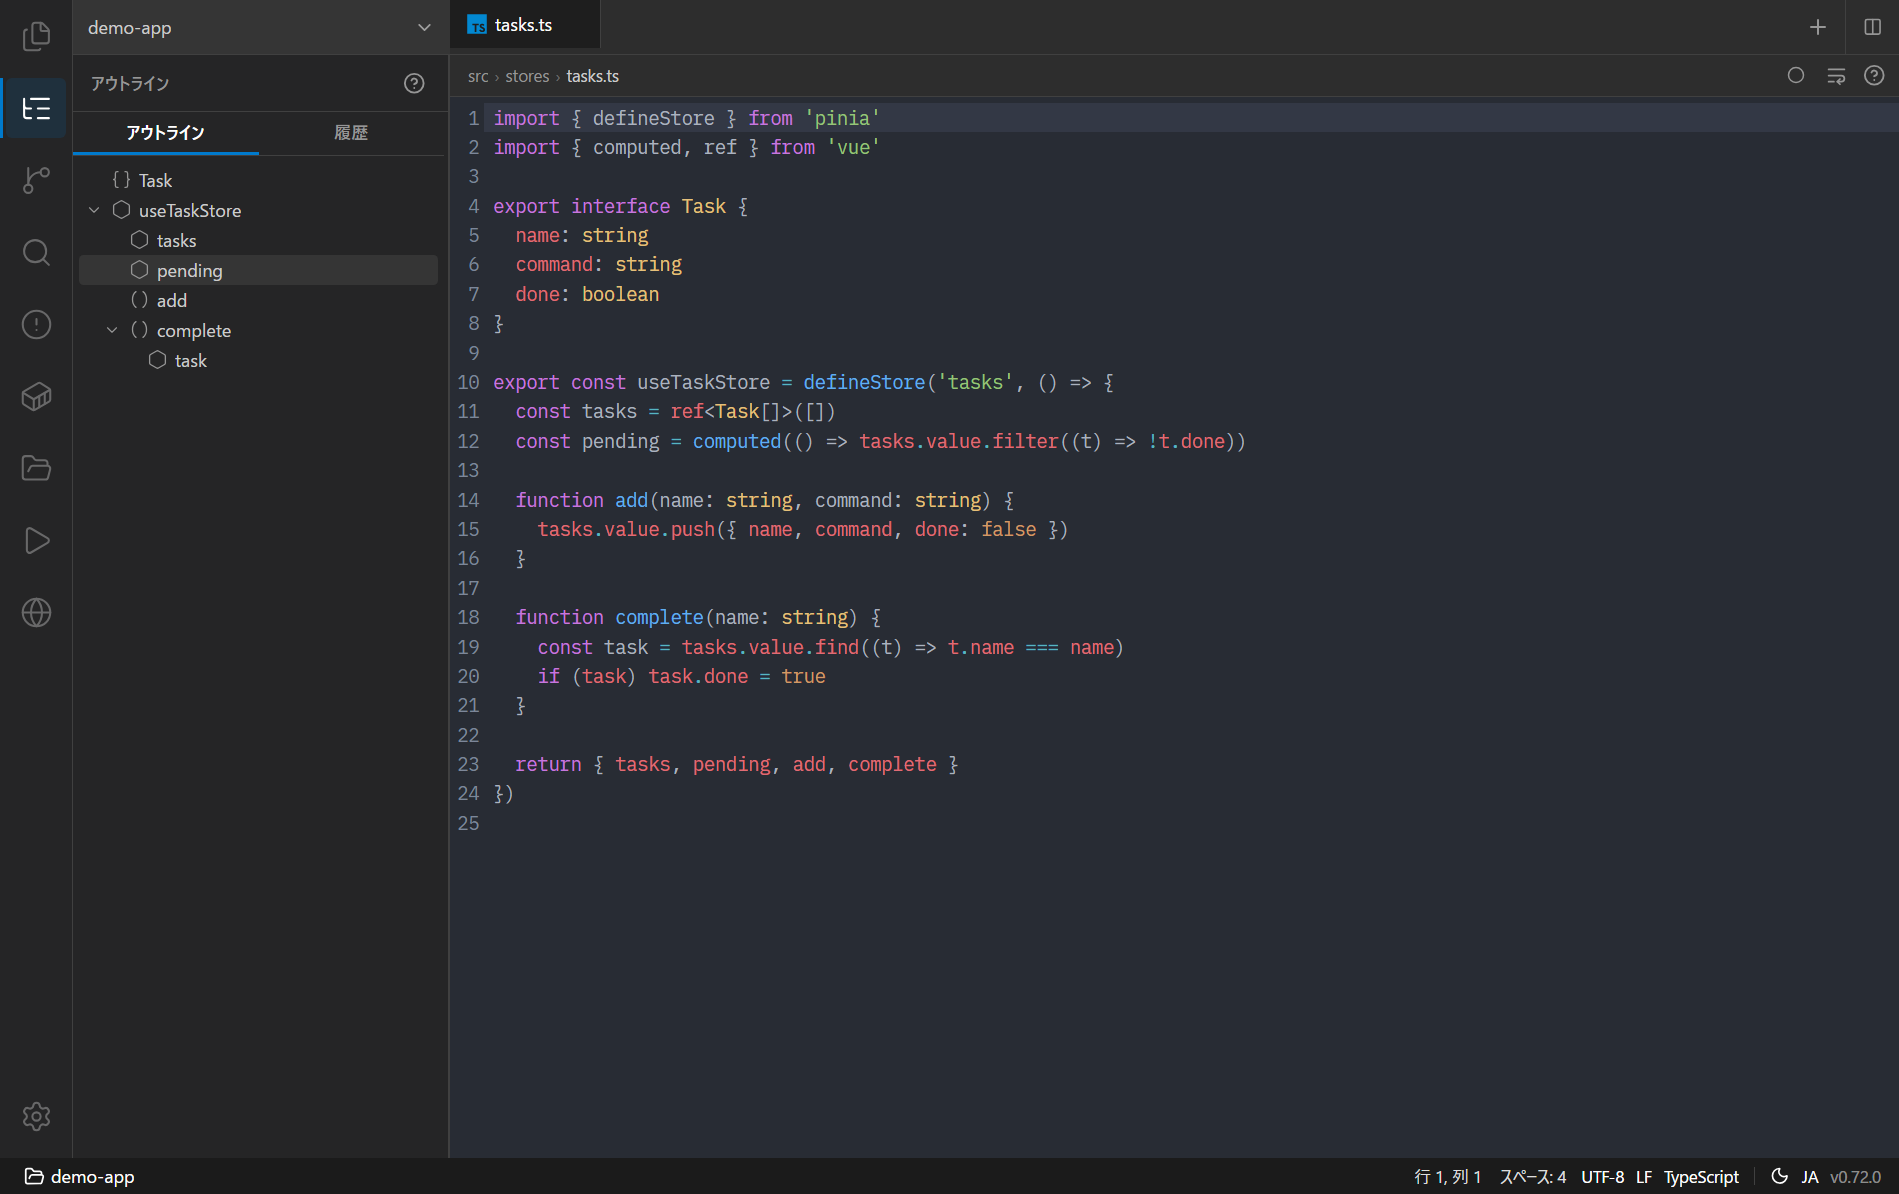 demo-app
アウトライン
アウトライン 履歴
{} Task
useTaskStore
tasks
pending
() add
() complete
task
TS tasks.ts
src › stores › tasks.ts
1 import { defineStore } from 'pinia'
2 import { computed, ref } from 'vue'
3
4 export interface Task {
5   name: string
6   command: string
7   done: boolean
8 }
9
10 export const useTaskStore = defineStore('tasks', () => {
11   const tasks = ref<Task[]>([])
12   const pending = computed(() => tasks.value.filter((t) => !t.done))
13
14   function add(name: string, command: string) {
15     tasks.value.push({ name, command, done: false })
16   }
17
18   function complete(name: string) {
19     const task = tasks.value.find((t) => t.name === name)
20     if (task) task.done = true
21   }
22
23   return { tasks, pending, add, complete }
24 })
25
demo-app
行 1, 列 1 スペース: 4 UTF-8 LF TypeScript JA v0.72.0